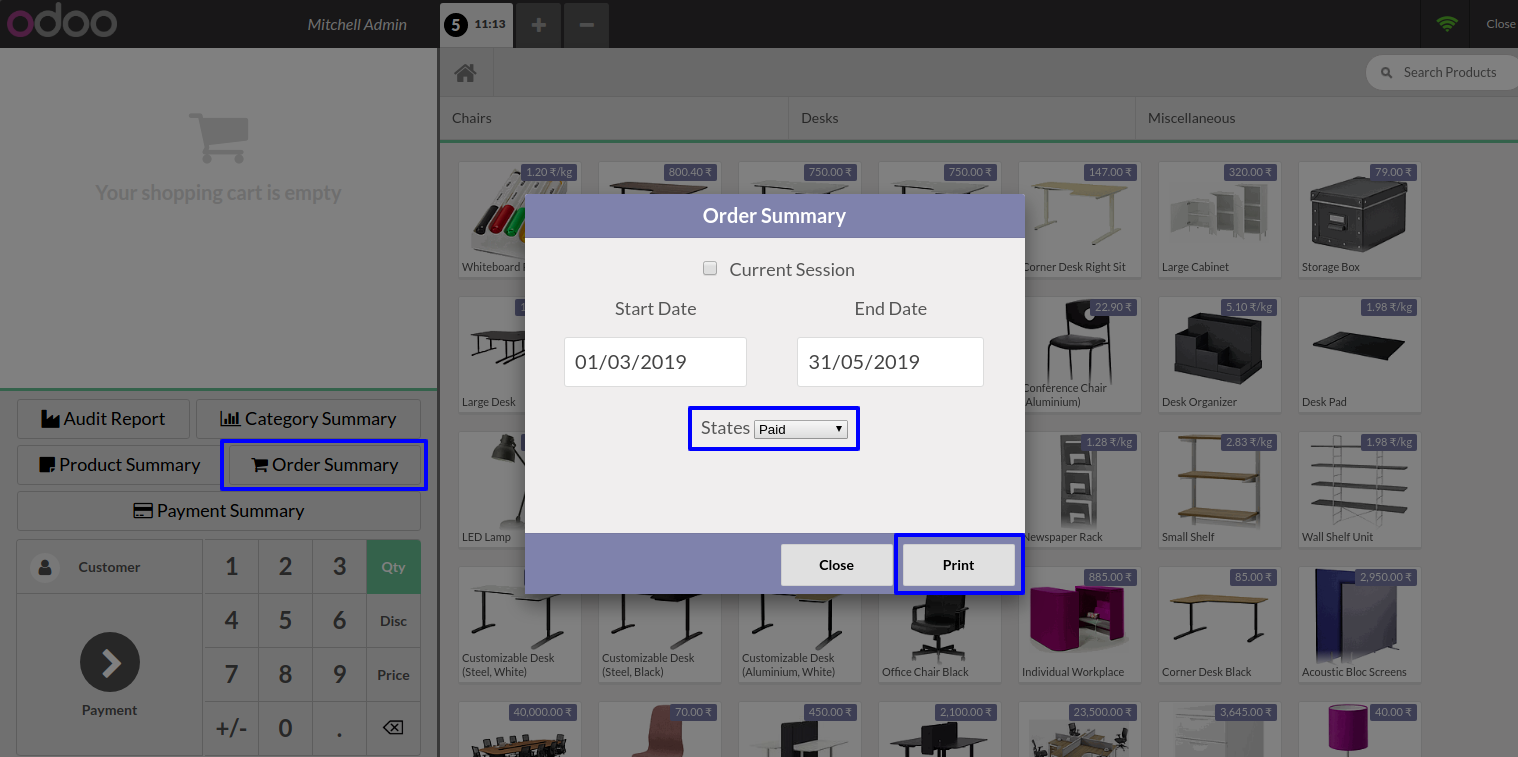 odoo
Mitchell Admin
5 11:13
+
−
Close
Search Products
Chairs
Desks
Miscellaneous
Your shopping cart is empty
1.20 ₹/kg
800.40 ₹
750.00 ₹
750.00 ₹
147.00 ₹
320.00 ₹
79.00 ₹
Whiteboard
Corner Desk Right Sit
Large Cabinet
Storage Box
Order Summary
Current Session
Start Date
End Date
01/03/2019
31/05/2019
States Paid
Close
Print
22.90 ₹
5.10 ₹/kg
1.98 ₹/kg
Large Desk
Conference Chair
(Aluminium)
Desk Organizer
Desk Pad
1.28 ₹/kg
2.83 ₹/kg
1.98 ₹/kg
LED Lamp
Newspaper Rack
Small Shelf
Wall Shelf Unit
885.00 ₹
85.00 ₹
2,950.00 ₹
Customizable Desk
(Steel, White)
Customizable Desk
(Steel, Black)
Customizable Desk
(Aluminium, White)
Office Chair Black
Individual Workplace
Corner Desk Black
Acoustic Bloc Screens
40,000.00 ₹
70.00 ₹
450.00 ₹
2,100.00 ₹
23,500.00 ₹
3,645.00 ₹
40.00 ₹
Audit Report
Category Summary
Product Summary
Order Summary
Payment Summary
Customer
1 2 3 Qty
4 5 6 Disc
7 8 9 Price
+/- 0 .
Payment